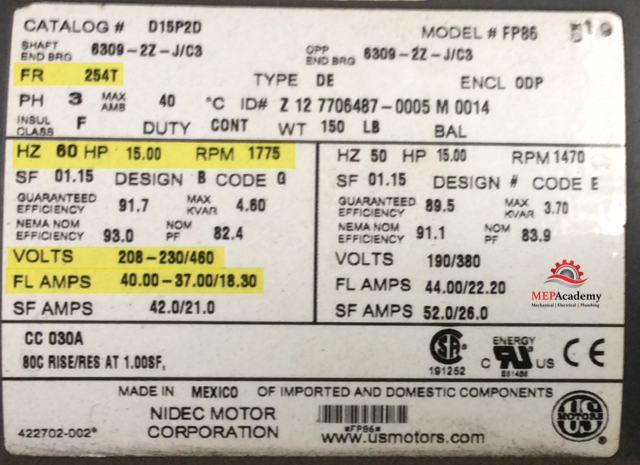 CATALOG # D15P2D MODEL # FP86
SHAFT END BRG 6309-2Z-J/C3 OPP END BRG 6309-2Z-J/C3
FR 254T TYPE DE ENCL ODP
PH 3 MAX AMB 40 °C ID# Z 12 7706487-0005 M 0014
INSUL CLASS F DUTY CONT WT 150 LB BAL
HZ 60 HP 15.00 RPM 1775
SF 01.15 DESIGN B CODE G
GUARANTEED EFFICIENCY 91.7 MAX KVAR 4.60
NEMA NOM EFFICIENCY 93.0 NOM PF 82.4
VOLTS 208-230/460
FL AMPS 40.00-37.00/18.30
SF AMPS 42.0/21.0
HZ 50 HP 15.00 RPM 1470
SF 01.15 DESIGN # CODE E
GUARANTEED EFFICIENCY 89.5 MAX KVAR 3.70
NEMA NOM EFFICIENCY 91.1 NOM PF 83.9
VOLTS 190/380
FL AMPS 44.00/22.20
SF AMPS 52.0/26.0
MEPAcademy
Mechanical | Electrical | Plumbing
CC 030A
80C RISE/RES AT 1.00SF,
SA
191252
ENERGY
C UL US CE
MADE IN MEXICO OF IMPORTED AND DOMESTIC COMPONENTS
NIDEC MOTOR
CORPORATION
422702-002
*FP86*
www.usmotors.com
US
MOTORS